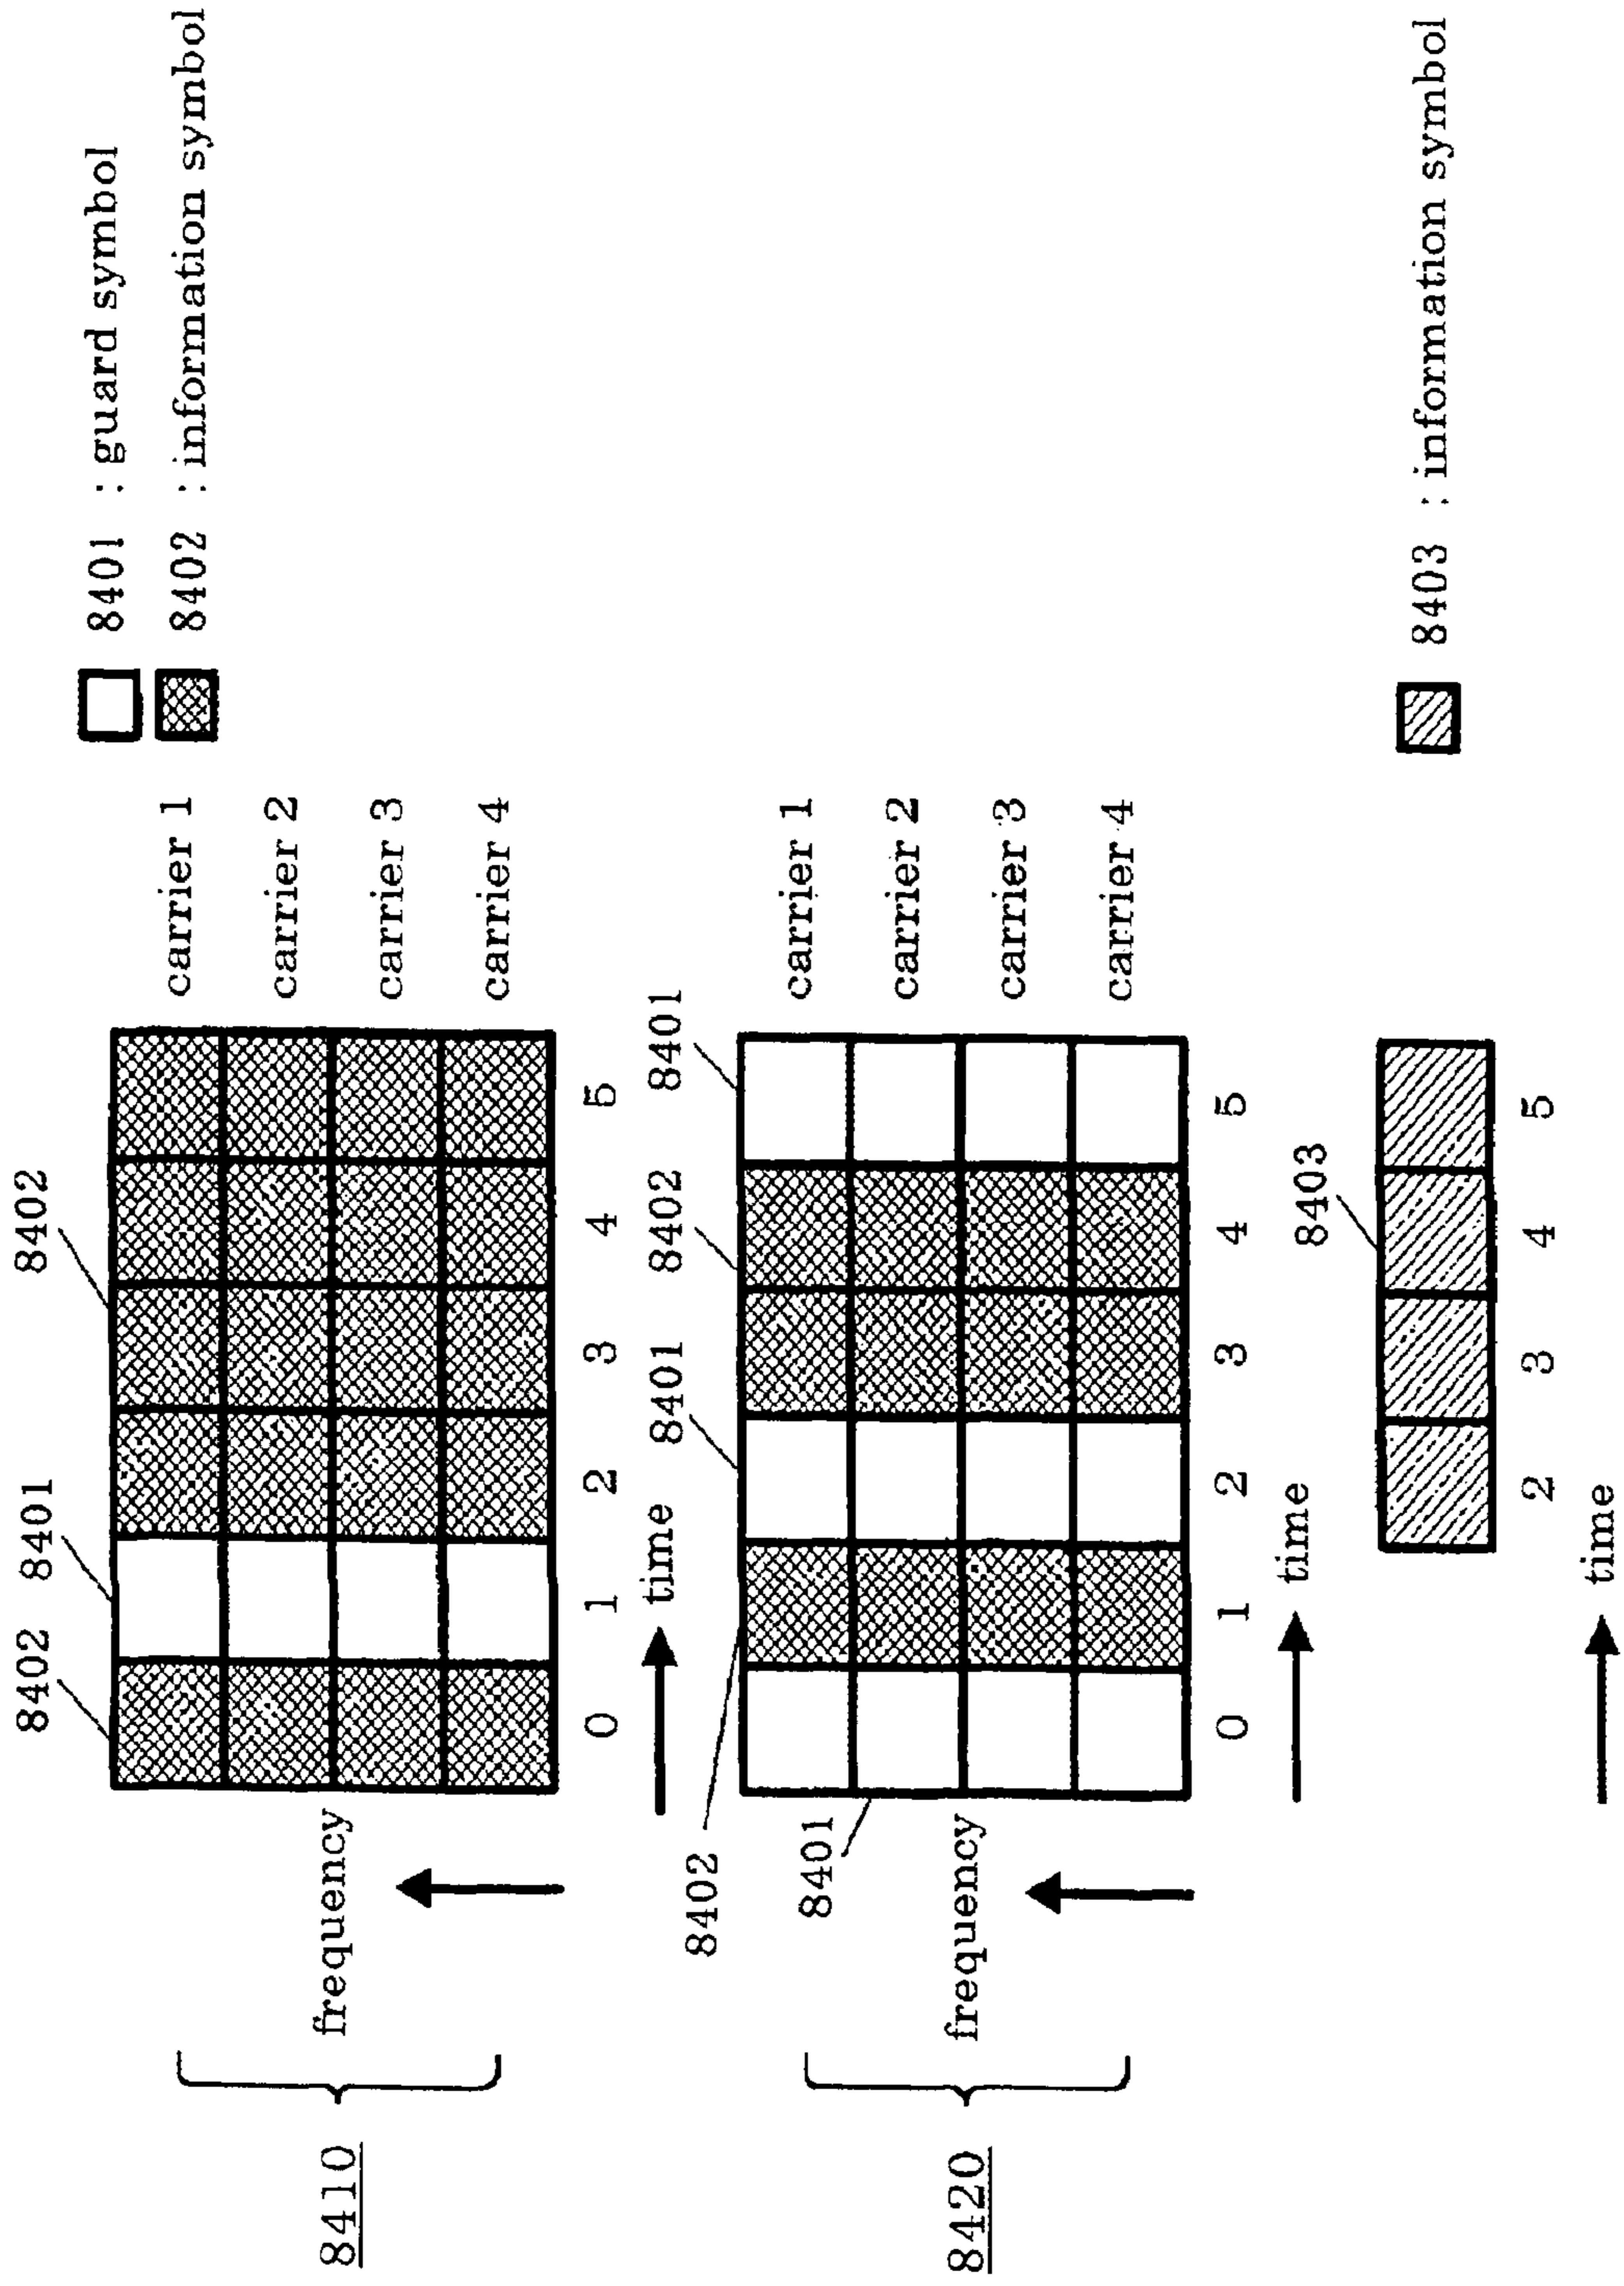 8401 : guard symbol
8402 : information symbol
8402 8401 8402
carrier 1
carrier 2
carrier 3
carrier 4
8410
frequency
0 1 2 3 4 5
time
8402 8401 8402 8401
8401
carrier 1
carrier 2
carrier 3
carrier 4
8420
frequency
0 1 2 3 4 5
time
8403
8403 : information symbol
2 3 4 5
time